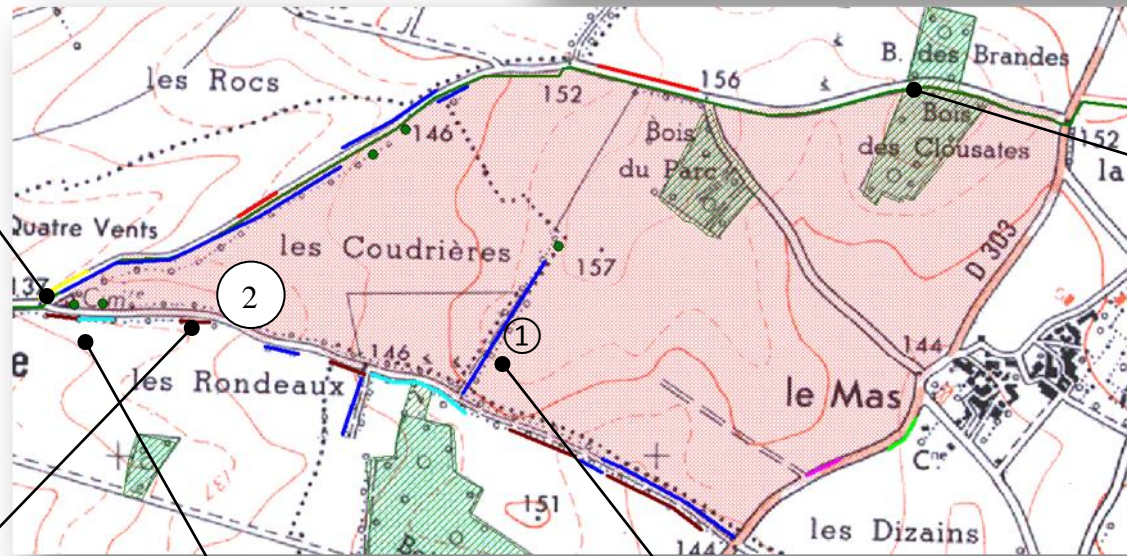 les Rocs
B. des Brandes
152
156
146
Bois
du Parc
Bois
des Clousates
152
la
Quatre Vents
les Coudrières
157
D 303
137
2
1
144
146
les Rondeaux
le Mas
e
Cne
137
151
les Dizains
144